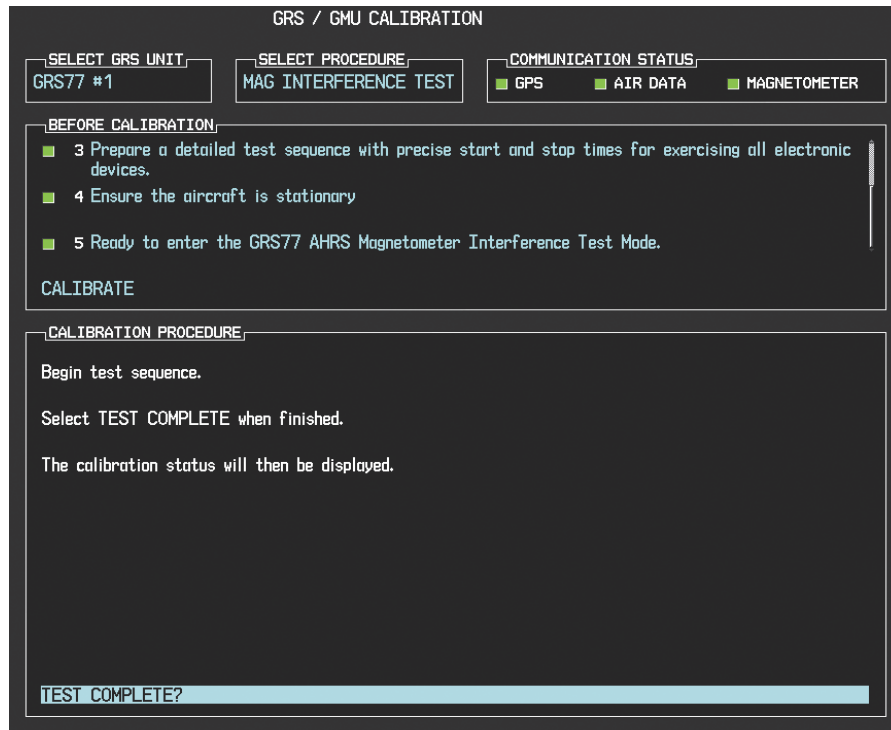 GRS / GMU CALIBRATION
SELECT GRS UNIT
SELECT PROCEDURE
COMMUNICATION STATUS
GRS77 #1
MAG INTERFERENCE TEST
GPS
AIR DATA
MAGNETOMETER
BEFORE CALIBRATION
3 Prepare a detailed test sequence with precise start and stop times for exercising all electronic
devices.
4 Ensure the aircraft is stationary
5 Ready to enter the GRS77 AHRS Magnetometer Interference Test Mode.
CALIBRATE
CALIBRATION PROCEDURE
Begin test sequence.
Select TEST COMPLETE when finished.
The calibration status will then be displayed.
TEST COMPLETE?